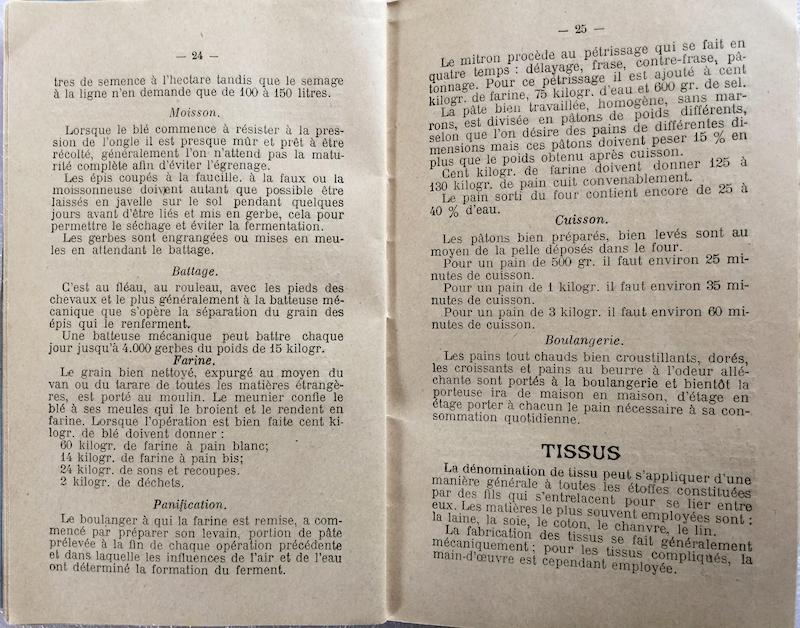 — 24 —
tres de semence à l'hectare tandis que le semage
à la ligne n'en demande que de 100 à 150 litres.
Moisson.
Lorsque le blé commence à résister à la pres-
sion de l'ongle il est presque mûr et prêt à être
récolté, généralement l'on n'attend pas la matu-
rité complète afin d'éviter l'égrenage.
Les épis coupés à la faucille. à la faux ou la
moissonneuse doivent autant que possible être
laissés en javelle sur le sol pendant quelques
jours avant d'être liés et mis en gerbe, cela pour
permettre le séchage et éviter la fermentation.
Les gerbes sont engrangées ou mises en meu-
les en attendant le battage.
Battage.
C'est au fléau, au rouleau, avec les pieds des
chevaux et le plus généralement à la batteuse mé-
canique que s'opère la séparation du grain des
épis qui le renferment.
Une batteuse mécanique peut battre chaque
jour jusqu'à 4.000 gerbes du poids de 15 kilogr.
Farine.
Le grain bien nettoyé, expurgé au moyen du
van ou du tarare de toutes les matières étrangè-
res, est porté au moulin. Le meunier confie le
blé à ses meules qui le broient et le rendent en
farine. Lorsque l'opération est bien faite cent ki-
logr. de blé doivent donner :
60 kilogr. de farine à pain blanc;
14 kilogr. de farine à pain bis;
24 kilogr. de sons et recoupes.
2 kilogr. de déchets.
Panification.
Le boulanger à qui la farine est remise, a com-
mencé par préparer son levain, portion de pâte
prélevée à la fin de chaque opération précédente
et dans laquelle les influences de l'air et de l'eau
ont déterminé la formation du ferment.
— 25 —
Le mitron procède au pétrissage qui se fait en
quatre temps : délayage, frase, contre-frase, pâ-
tonnage. Pour ce pétrissage il est ajouté à cent
kilogr. de farine, 75 kilogr. d'eau et 600 gr. de sel.
La pâte bien travaillée, homogène, sans mar-
rons, est divisée en pâtons de poids différents,
selon que l'on désire des pains de différentes di-
mensions mais ces pâtons doivent peser 15 % en
plus que le poids obtenu après cuisson.
Cent kilogr. de farine doivent donner 125 à
130 kilogr. de pain cuit convenablement.
Le pain sorti du four contient encore de 25 à
40 % d'eau.
Cuisson.
Les pâtons bien préparés, bien levés sont au
moyen de la pelle déposés dans le four.
Pour un pain de 500 gr. il faut environ 25 mi-
nutes de cuisson.
Pour un pain de 1 kilogr. il faut environ 35 mi-
nutes de cuisson.
Pour un pain de 3 kilogr. il faut environ 60 mi-
nutes de cuisson.
Boulangerie.
Les pains tout chauds bien croustillants, dorés,
les croissants et pains au beurre à l'odeur allé-
chante sont portés à la boulangerie et bientôt la
porteuse ira de maison en maison, d'étage en
étage porter à chacun le pain nécessaire à sa con-
sommation quotidienne.
TISSUS
La dénomination de tissu peut s'appliquer d'une
manière générale à toutes les étoffes constituées
par des fils qui s'entrelacent pour se lier entre
eux. Les matières le plus souvent employées sont :
la laine, la soie, le coton, le chanvre, le lin.
La fabrication des tissus se fait généralement
mécaniquement ; pour les tissus compliqués, la
main-d'œuvre est cependant employée.